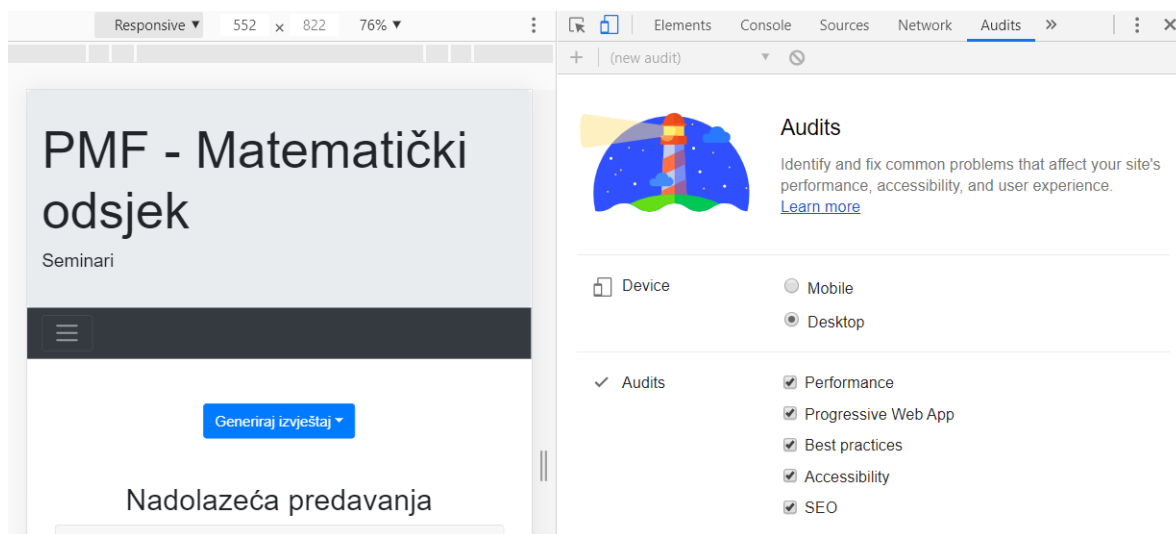 Responsive ▼ 552 x 822 76% ▼
Elements Console Sources Network Audits »
+ (new audit) ▼
PMF - Matematički
odsjek
Seminari
Generiraj izvještaj
Nadolazeća predavanja
Audits
Identify and fix common problems that affect your site's
performance, accessibility, and user experience.
Learn more
Device
Mobile
Desktop
Audits
Performance
Progressive Web App
Best practices
Accessibility
SEO